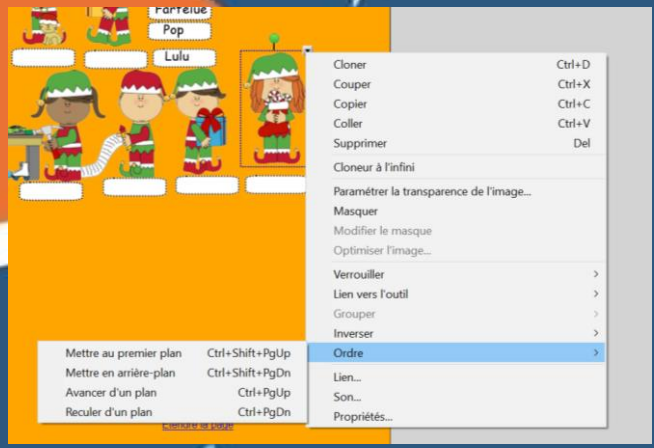 Farfelue
Pop
Lulu
Cloner Ctrl+D
Couper Ctrl+X
Copier Ctrl+C
Coller Ctrl+V
Supprimer Del
Cloneur à l'infini
Paramétrer la transparence de l'image...
Masquer
Modifier le masque
Optimiser l'image...
Verrouiller >
Lien vers l'outil >
Grouper >
Inverser >
Ordre >
Mettre au premier plan Ctrl+Shift+PgUp
Mettre en arrière-plan Ctrl+Shift+PgDn
Avancer d'un plan Ctrl+PgUp
Reculer d'un plan Ctrl+PgDn
Lien...
Son...
Propriétés...
Étendre la page